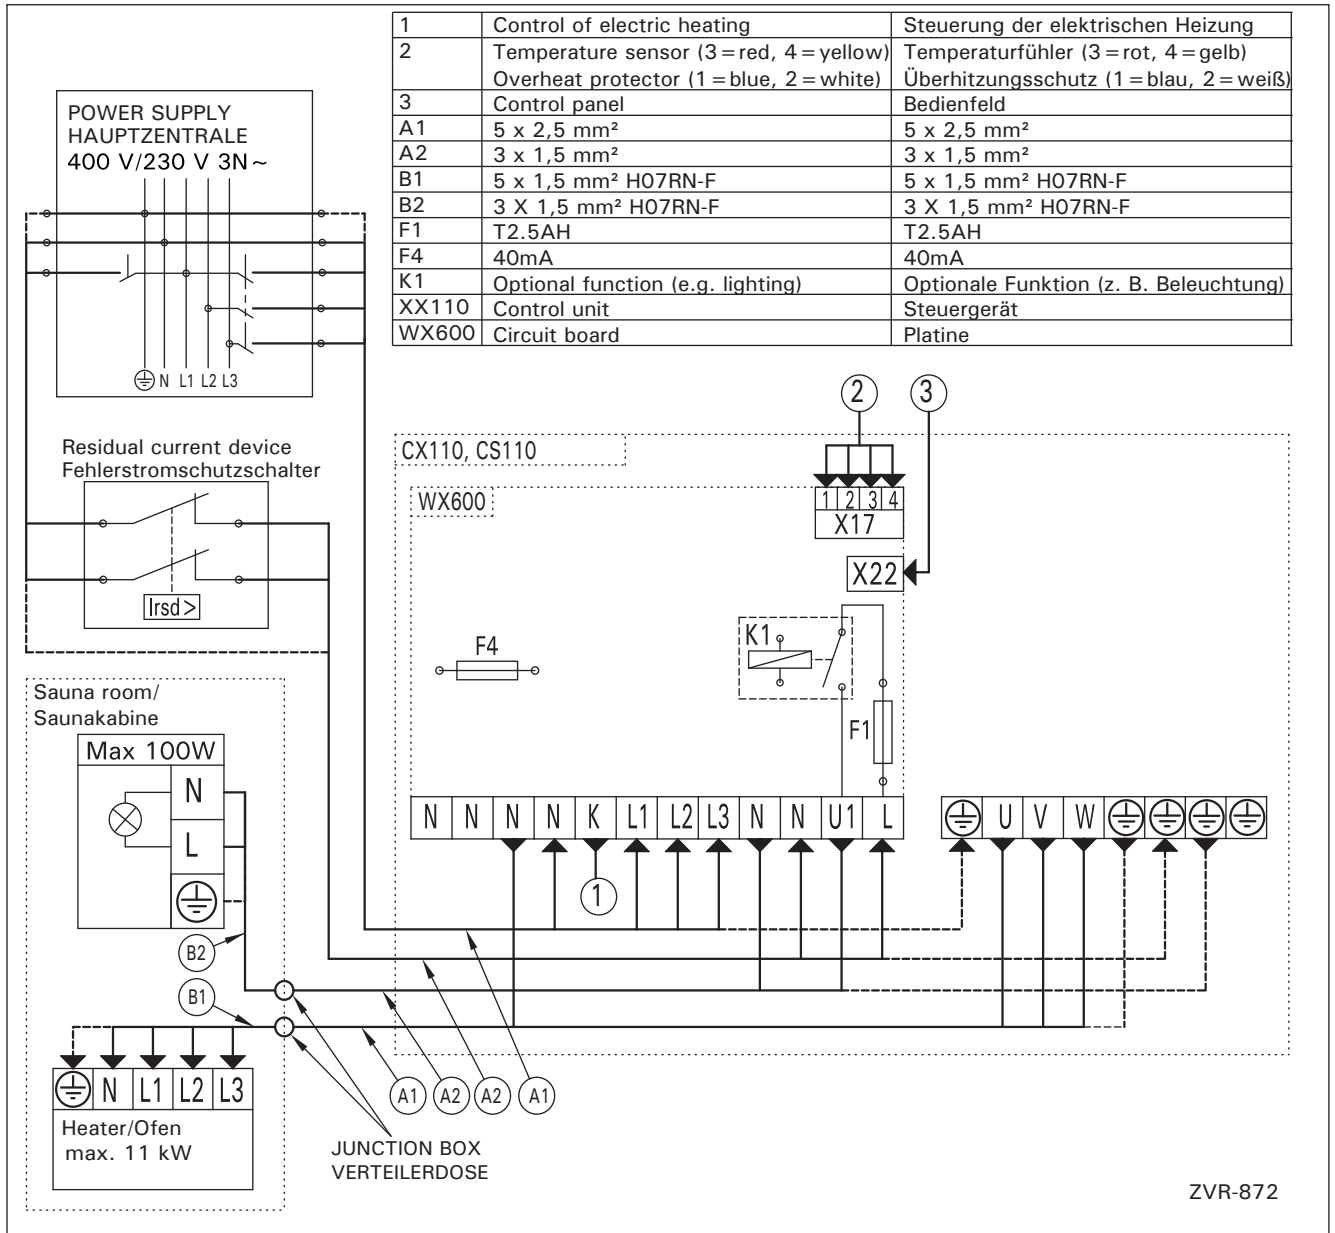 1 Control of electric heating Steuerung der elektrischen Heizung
2 Temperature sensor (3=red, 4=yellow) Temperaturfühler (3=rot, 4=gelb)
Overheat protector (1=blue, 2=white) Überhitzungsschutz (1=blau, 2=weiß)
3 Control panel Bedienfeld
A1 5 x 2,5 mm² 5 x 2,5 mm²
A2 3 x 1,5 mm² 3 x 1,5 mm²
B1 5 x 1,5 mm² H07RN-F 5 x 1,5 mm² H07RN-F
B2 3 X 1,5 mm² H07RN-F 3 X 1,5 mm² H07RN-F
F1 T2.5AH T2.5AH
F4 40mA 40mA
K1 Optional function (e.g. lighting) Optionale Funktion (z. B. Beleuchtung)
XX110 Control unit Steuergerät
WX600 Circuit board Platine
POWER SUPPLY
HAUPTZENTRALE
400 V/230 V 3N~
N L1 L2 L3
Residual current device
Fehlerstromschutzschalter
Irsd>
2 3
CX110, CS110
WX600
1 2 3 4
X17
X22
K1
F4
F1
Sauna room/
Saunakabine
Max 100W
N
L
B2
B1
N N N N K L1 L2 L3 N N U1 L
U V W
1
N L1 L2 L3
Heater/Ofen
max. 11 kW
A1 A2 A2 A1
JUNCTION BOX
VERTEILERDOSE
ZVR-872